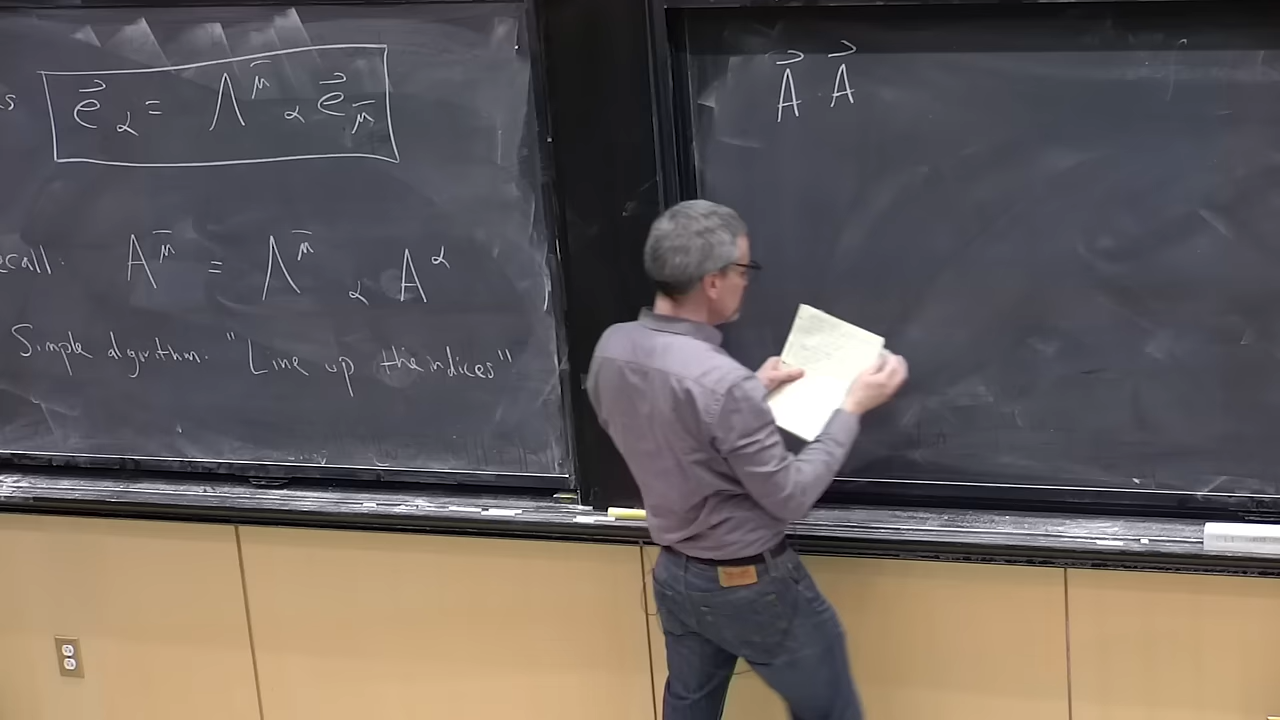 s e⃗_α = Λ^μ̄_α e⃗_μ̄
ecall: A^μ̄ = Λ^μ̄_α A^α
Simple algorithm. "Line up the indices"
A⃗ · A⃗